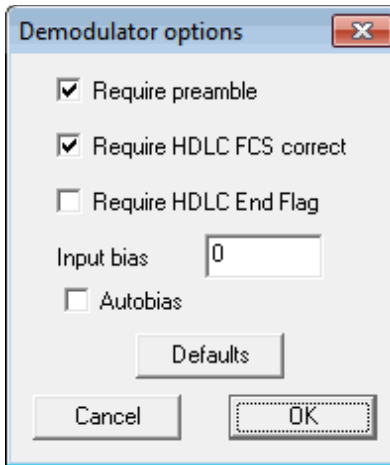 Demodulator options
Require preamble
Require HDLC FCS correct
Require HDLC End Flag
Input bias 0
Autobias
Defaults
Cancel OK